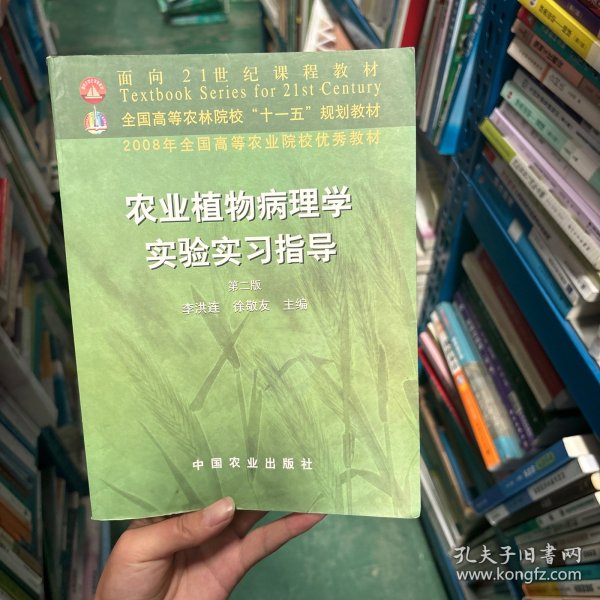 面向21世纪课程教材
Textbook Series for 21st Century
全国高等农林院校“十一五”规划教材
2008年全国高等农业院校优秀教材
农业植物病理学
实验实习指导
第二版
李洪连 徐敬友 主编
中国农业出版社
孔夫子旧书网
www.kongfz.com